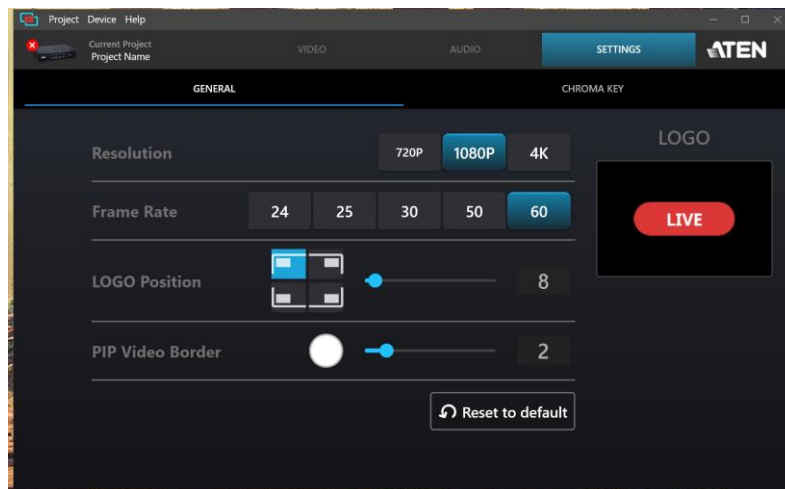 Project Device Help
Current Project
Project Name
VIDEO
AUDIO
SETTINGS
ATEN
GENERAL
CHROMA KEY
Resolution
720P
1080P
4K
LOGO
LIVE
Frame Rate
24
25
30
50
60
LOGO Position
8
PIP Video Border
2
Reset to default